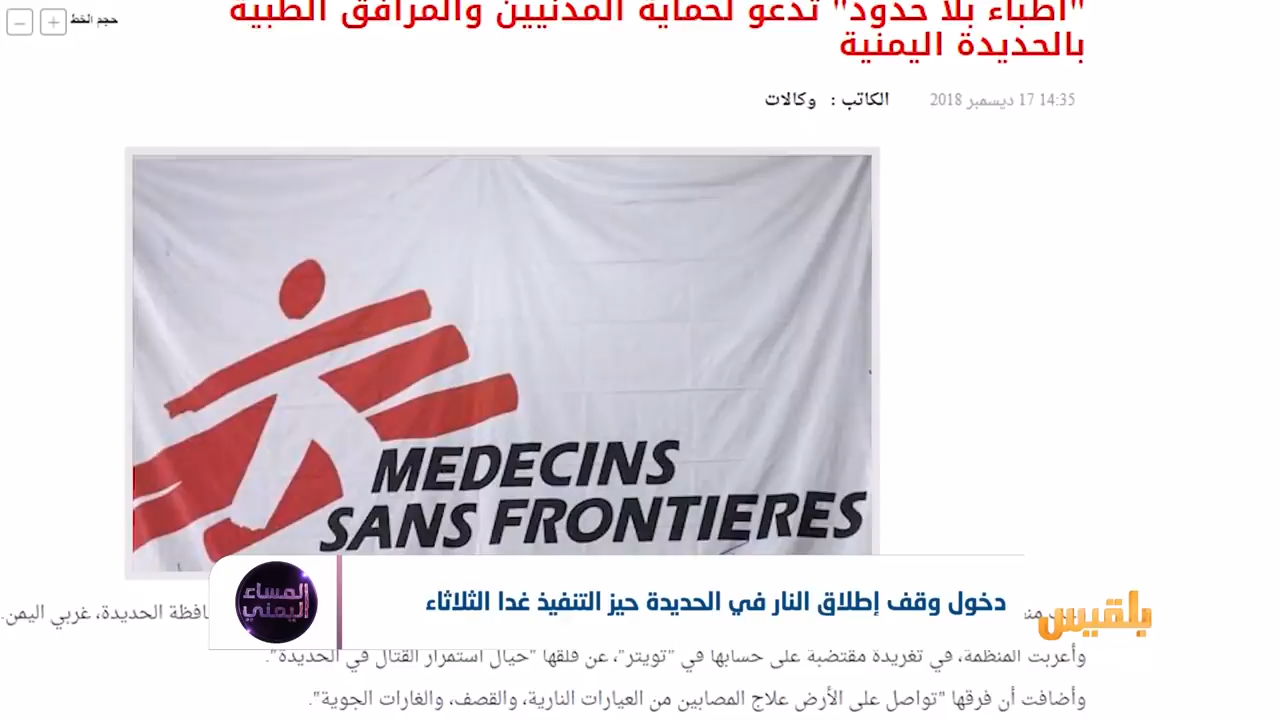 "أطباء بلا حدود" تدعو لحماية المدنيين والمرافق الطبية
بالحديدة اليمنية
حجم الخط
14:35 17 ديسمبر 2018
الكاتب : وكالات
MEDECINS
SANS FRONTIERES
المساء
اليمني
دخول وقف إطلاق النار في الحديدة حيز التنفيذ غدا الثلاثاء
بلقيس
الحديدة، غربي اليمن.
وأعربت المنظمة، في تغريدة مقتضبة على حسابها في "تويتر"، عن قلقها "حيال استمرار القتال في الحديدة".
وأضافت أن فرقها "تواصل على الأرض علاج المصابين من العيارات النارية، والقصف، والغارات الجوية".